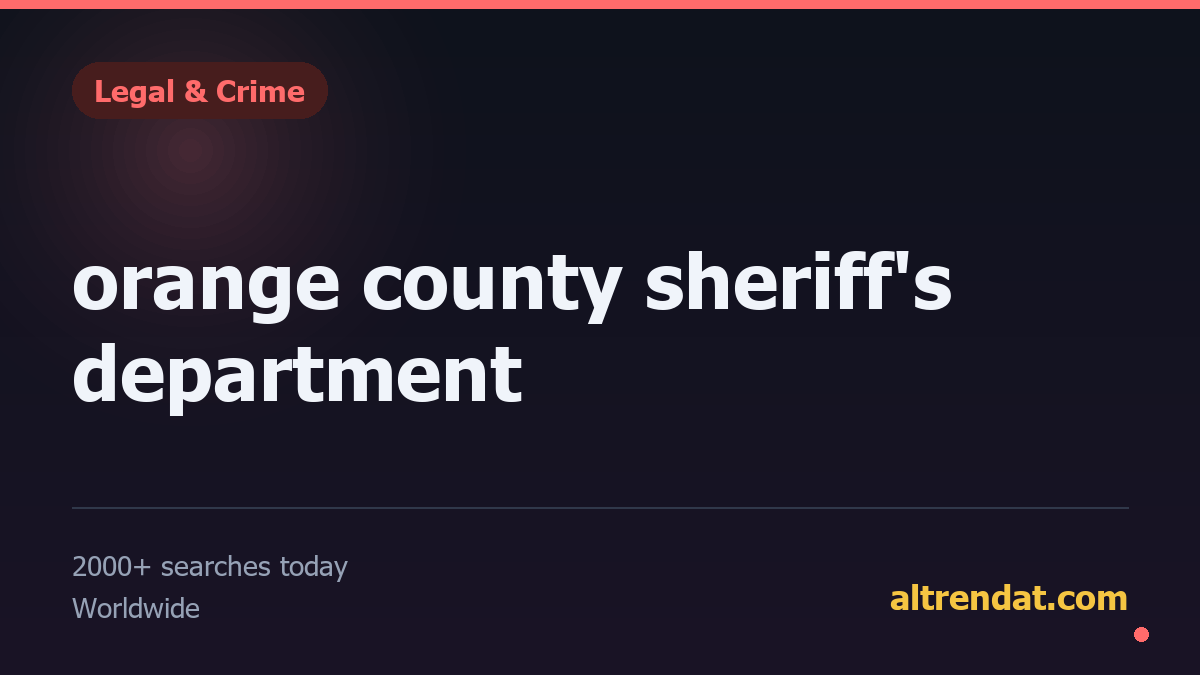 Legal & Crime
orange county sheriff's
department
2000+ searches today
Worldwide
altrendat.com